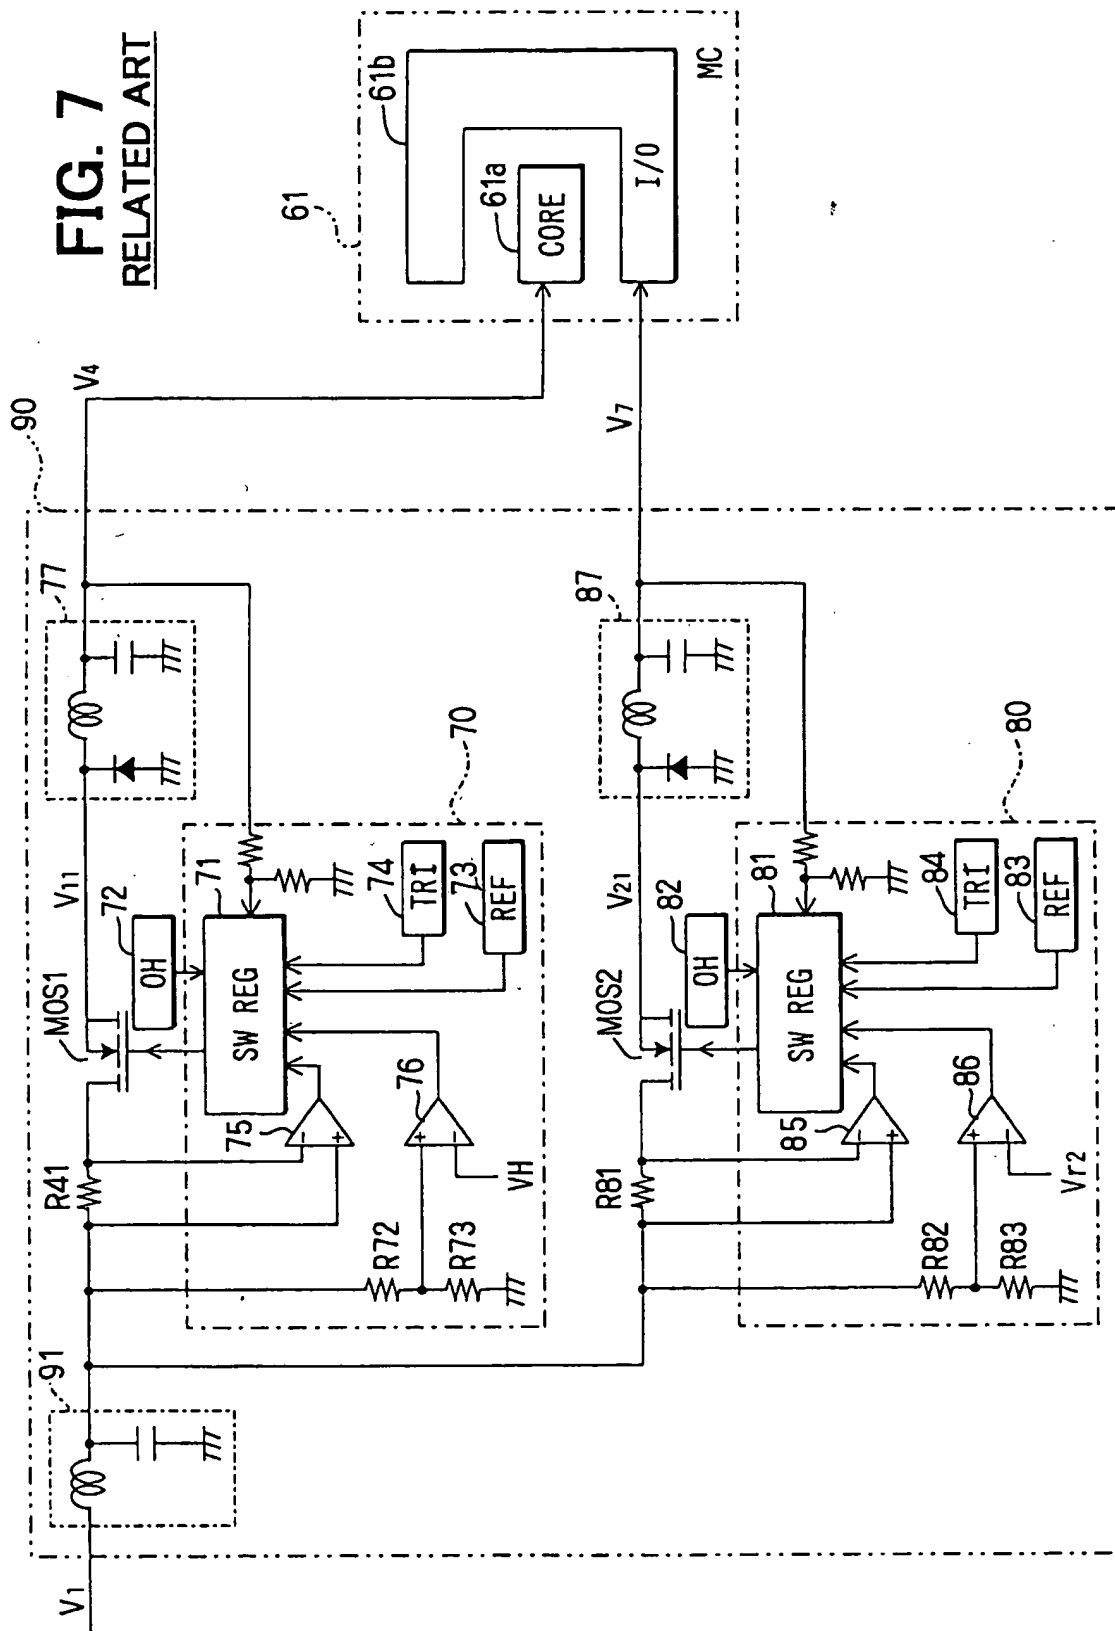 FIG. 7
RELATED ART
V1
91
90
R41
MOS1
V11
77
V4
72
OH
71
SW REG
75
-
+
76
+
-
VH
R72
R73
74
TRI
73
REF
70
61
61b
61a
CORE
I/O
MC
R81
MOS2
V21
87
V7
82
OH
81
SW REG
85
-
+
86
+
-
Vr2
R82
R83
84
TRI
83
REF
80